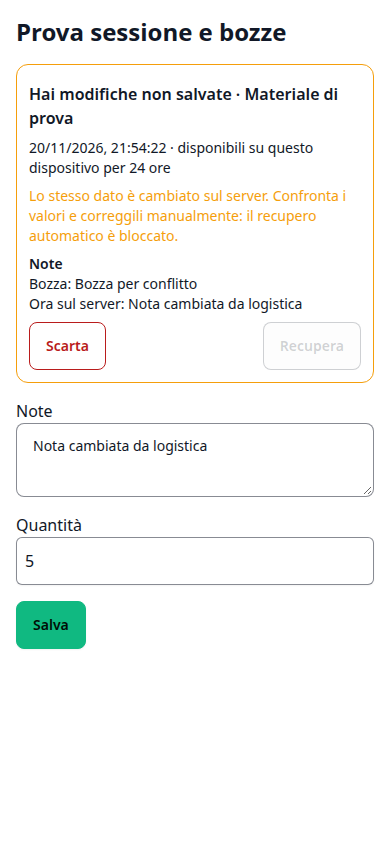 Prova sessione e bozze
Hai modifiche non salvate · Materiale di
prova
20/11/2026, 21:54:22 · disponibili su questo
dispositivo per 24 ore
Lo stesso dato è cambiato sul server. Confronta i
valori e correggili manualmente: il recupero
automatico è bloccato.
Note
Bozza: Bozza per conflitto
Ora sul server: Nota cambiata da logistica
Scarta
Recupera
Note
Nota cambiata da logistica
Quantità
5
Salva